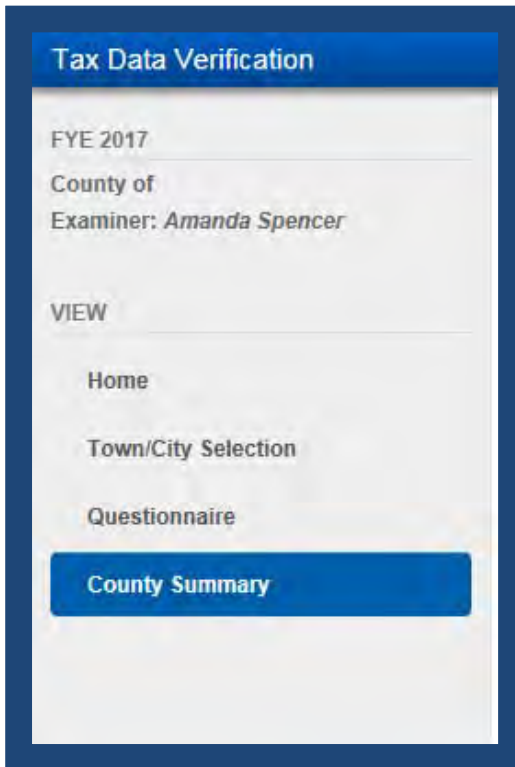 Tax Data Verification
FYE 2017
County of
Examiner: Amanda Spencer
VIEW
Home
Town/City Selection
Questionnaire
County Summary